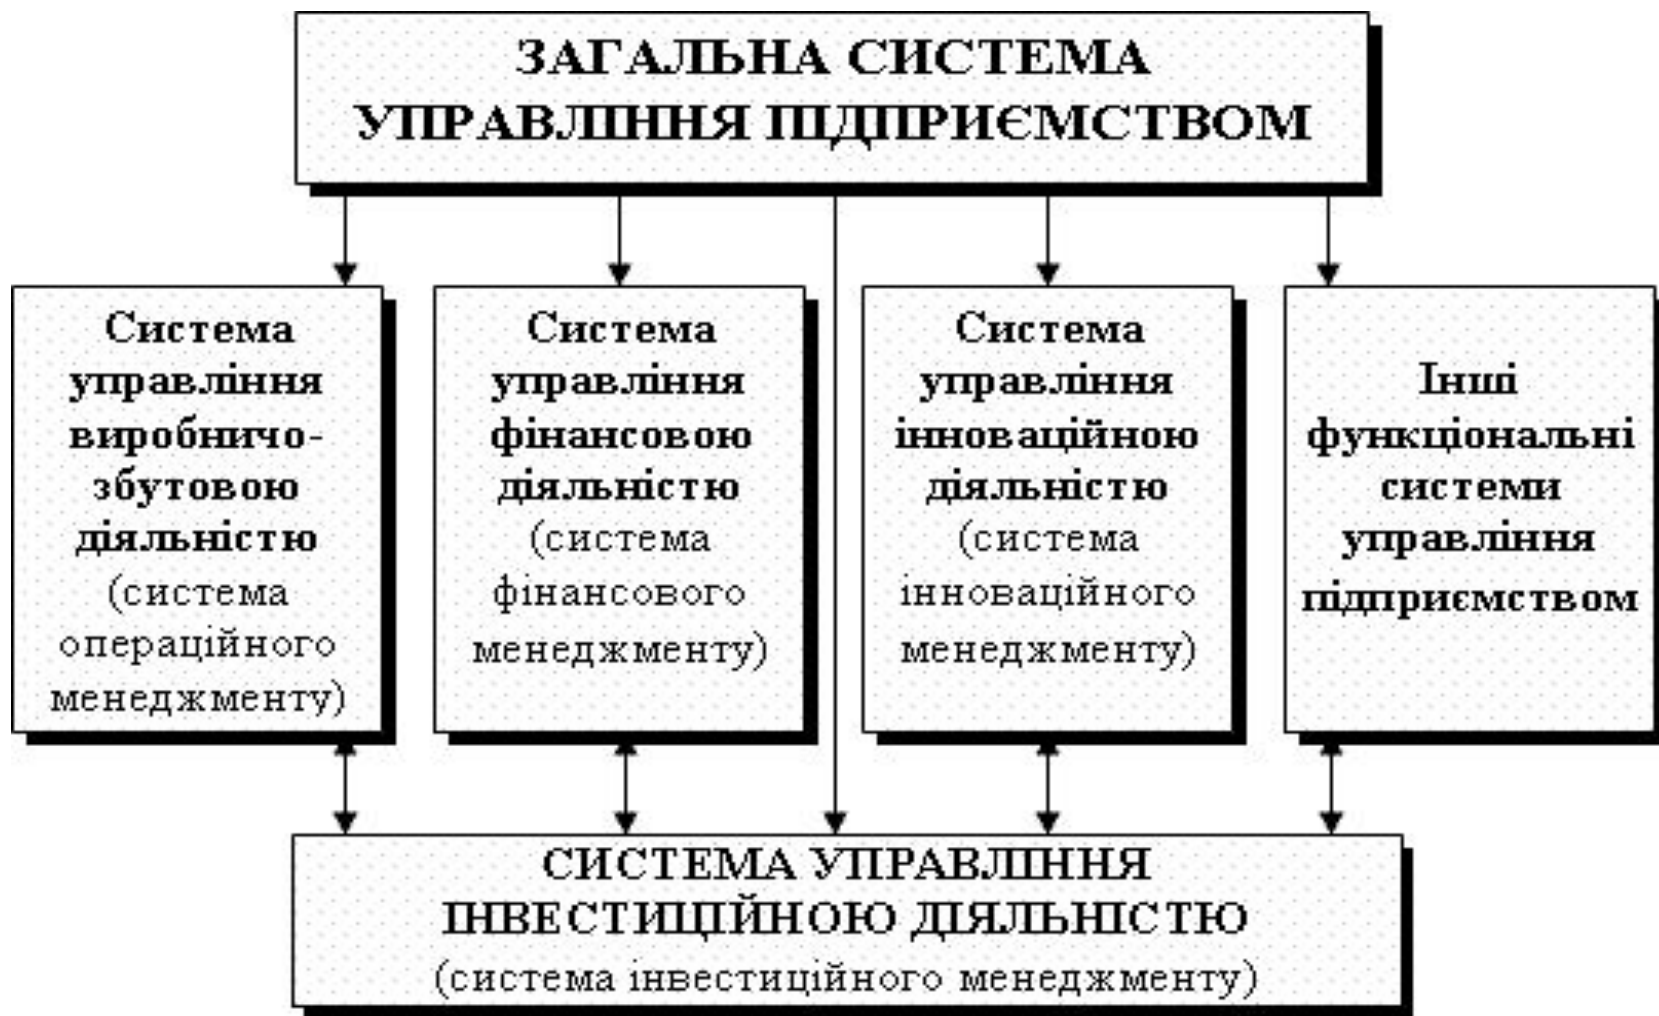 ЗАГАЛЬНА СИСТЕМА
УПРАВЛІННЯ ПІДПРИЄМСТВОМ
Система
управління
виробничо-
збутовою
діяльністю
(система
операційного
менеджменту)
Система
управління
фінансовою
діяльністю
(система
фінансового
менеджменту)
Система
управління
інноваційною
діяльністю
(система
інноваційного
менеджменту)
Інші
функціональні
системи
управління
підприємством
СИСТЕМА УПРАВЛІННЯ
ІНВЕСТИЦІЙНОЮ ДІЯЛЬНІСТЮ
(система інвестиційного менеджменту)